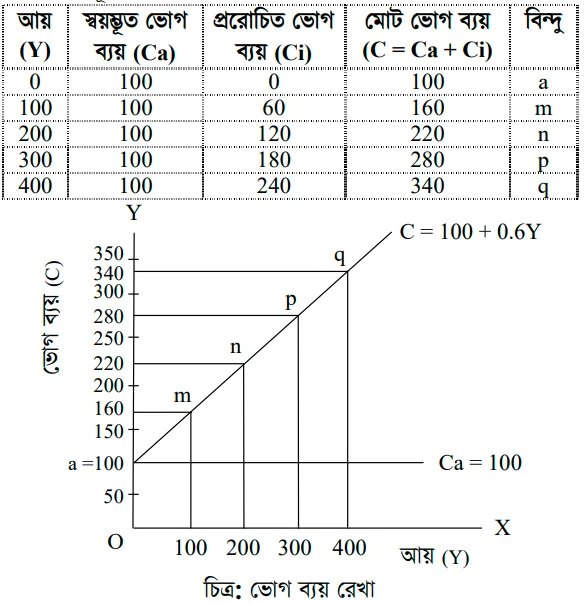 আয় (Y) স্বয়ম্ভূত ভোগ ব্যয় (Ca) প্ররোচিত ভোগ ব্যয় (Ci) মোট ভোগ ব্যয় (C = Ca + Ci) বিন্দু
0 100 0 100 a
100 100 60 160 m
200 100 120 220 n
300 100 180 280 p
400 100 240 340 q
Y
C = 100 + 0.6Y
ভোগ ব্যয় (C)
350
340
300
280
250
220
200
160
150
a =100
50
q
p
n
m
Ca = 100
O
X
100 200 300 400
আয় (Y)
চিত্র: ভোগ ব্যয় রেখা